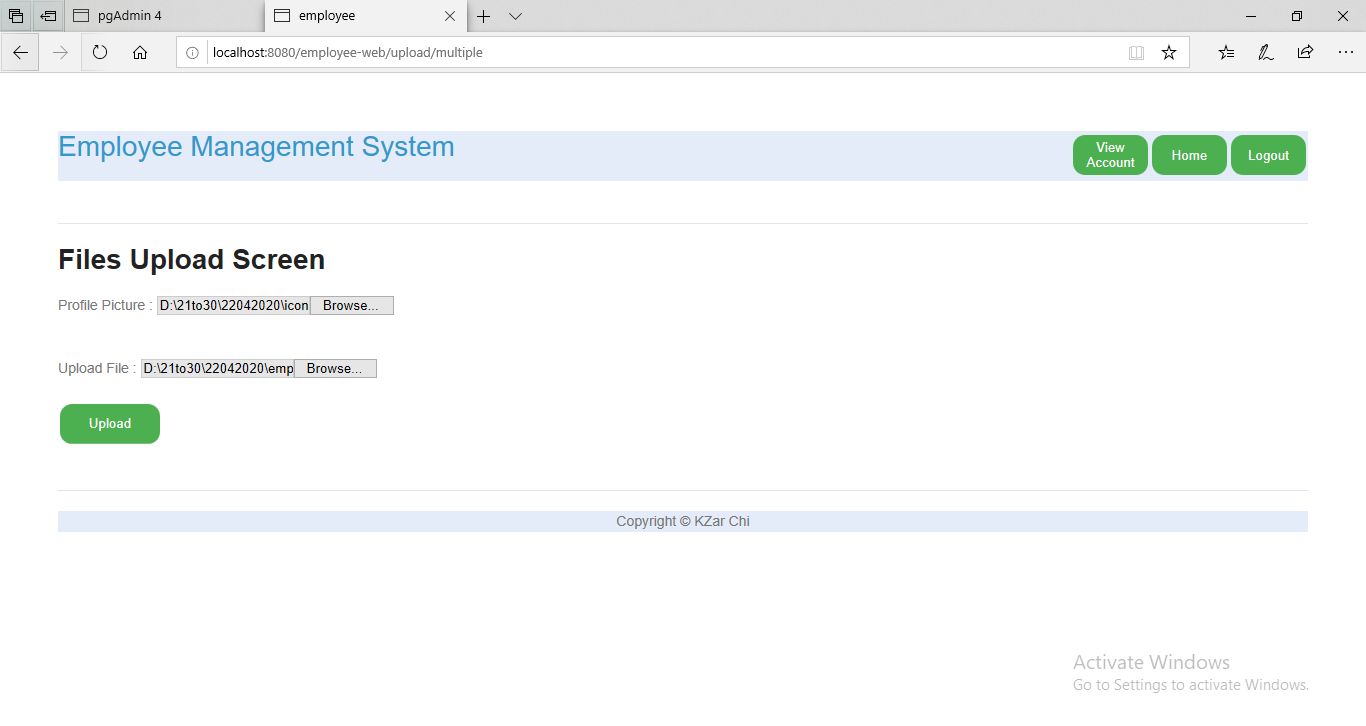 pgAdmin 4
employee
localhost:8080/employee-web/upload/multiple
Employee Management System
View Account
Home
Logout
Files Upload Screen
Profile Picture : D:\21to30\22042020\icon Browse...
Upload File : D:\21to30\22042020\emp Browse...
Upload
Copyright © KZar Chi
Activate Windows
Go to Settings to activate Windows.